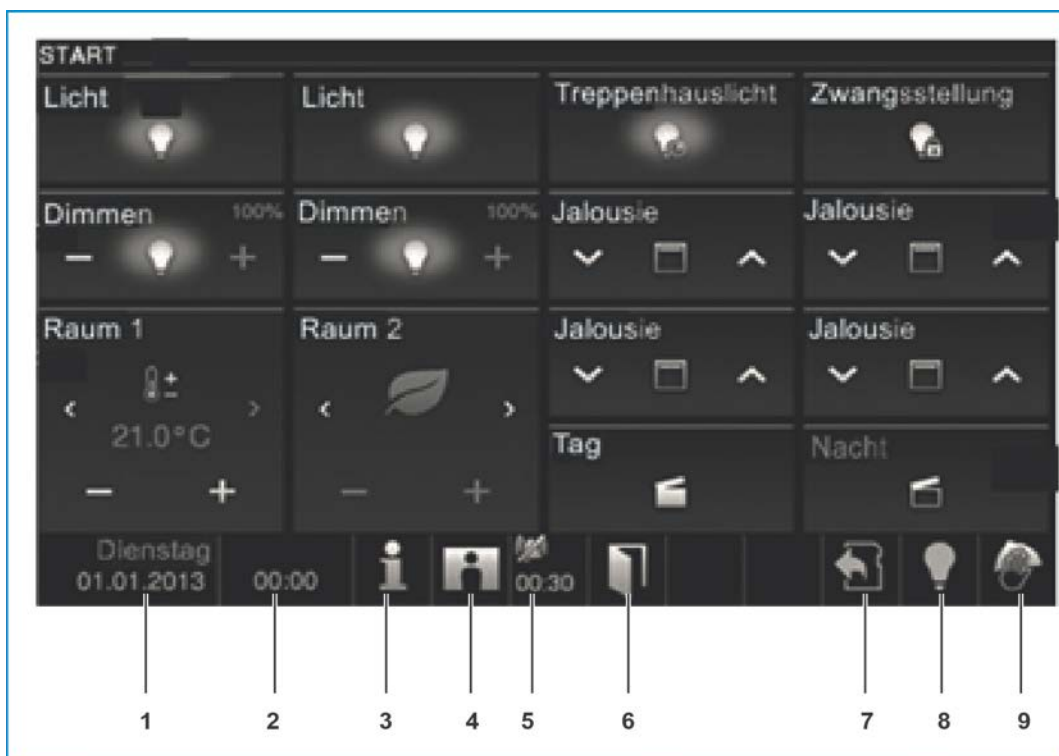 START
Licht Licht Treppenhauslicht Zwangsstellung
Dimmen 100% Dimmen 100% Jalousie Jalousie
Raum 1 Raum 2 Jalousie Jalousie
21.0°C
Tag Nacht
Dienstag
01.01.2013 00:00 00:30
1 2 3 4 5 6 7 8 9